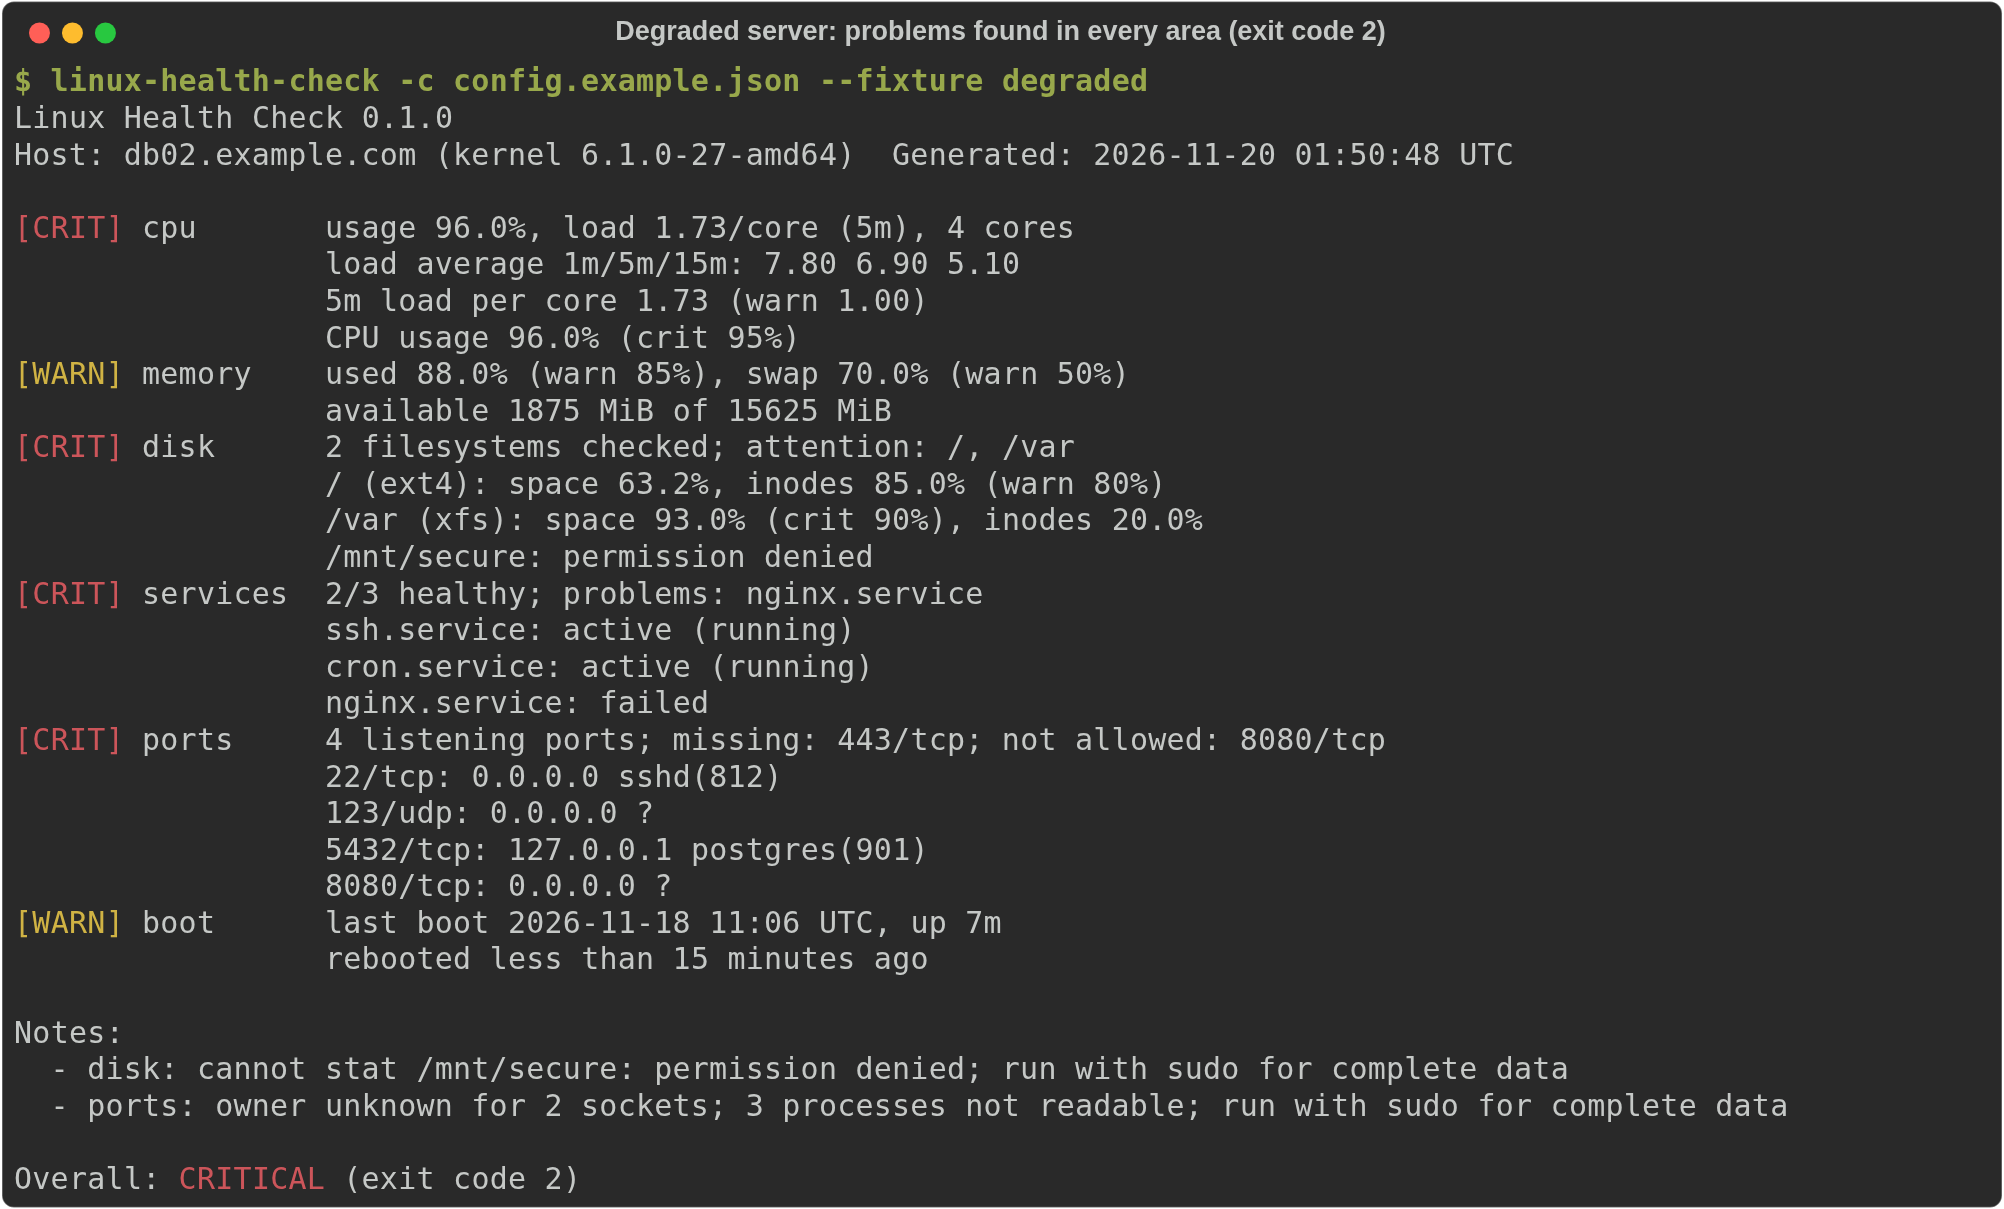 Degraded server: problems found in every area (exit code 2)
$ linux-health-check -c config.example.json --fixture degraded
Linux Health Check 0.1.0
Host: db02.example.com (kernel 6.1.0-27-amd64)  Generated: 2026-11-20 01:50:48 UTC

[CRIT] cpu       usage 96.0%, load 1.73/core (5m), 4 cores
                 load average 1m/5m/15m: 7.80 6.90 5.10
                 5m load per core 1.73 (warn 1.00)
                 CPU usage 96.0% (crit 95%)
[WARN] memory    used 88.0% (warn 85%), swap 70.0% (warn 50%)
                 available 1875 MiB of 15625 MiB
[CRIT] disk      2 filesystems checked; attention: /, /var
                 / (ext4): space 63.2%, inodes 85.0% (warn 80%)
                 /var (xfs): space 93.0% (crit 90%), inodes 20.0%
                 /mnt/secure: permission denied
[CRIT] services  2/3 healthy; problems: nginx.service
                 ssh.service: active (running)
                 cron.service: active (running)
                 nginx.service: failed
[CRIT] ports     4 listening ports; missing: 443/tcp; not allowed: 8080/tcp
                 22/tcp: 0.0.0.0 sshd(812)
                 123/udp: 0.0.0.0 ?
                 5432/tcp: 127.0.0.1 postgres(901)
                 8080/tcp: 0.0.0.0 ?
[WARN] boot      last boot 2026-11-18 11:06 UTC, up 7m
                 rebooted less than 15 minutes ago

Notes:
  - disk: cannot stat /mnt/secure: permission denied; run with sudo for complete data
  - ports: owner unknown for 2 sockets; 3 processes not readable; run with sudo for complete data

Overall: CRITICAL (exit code 2)